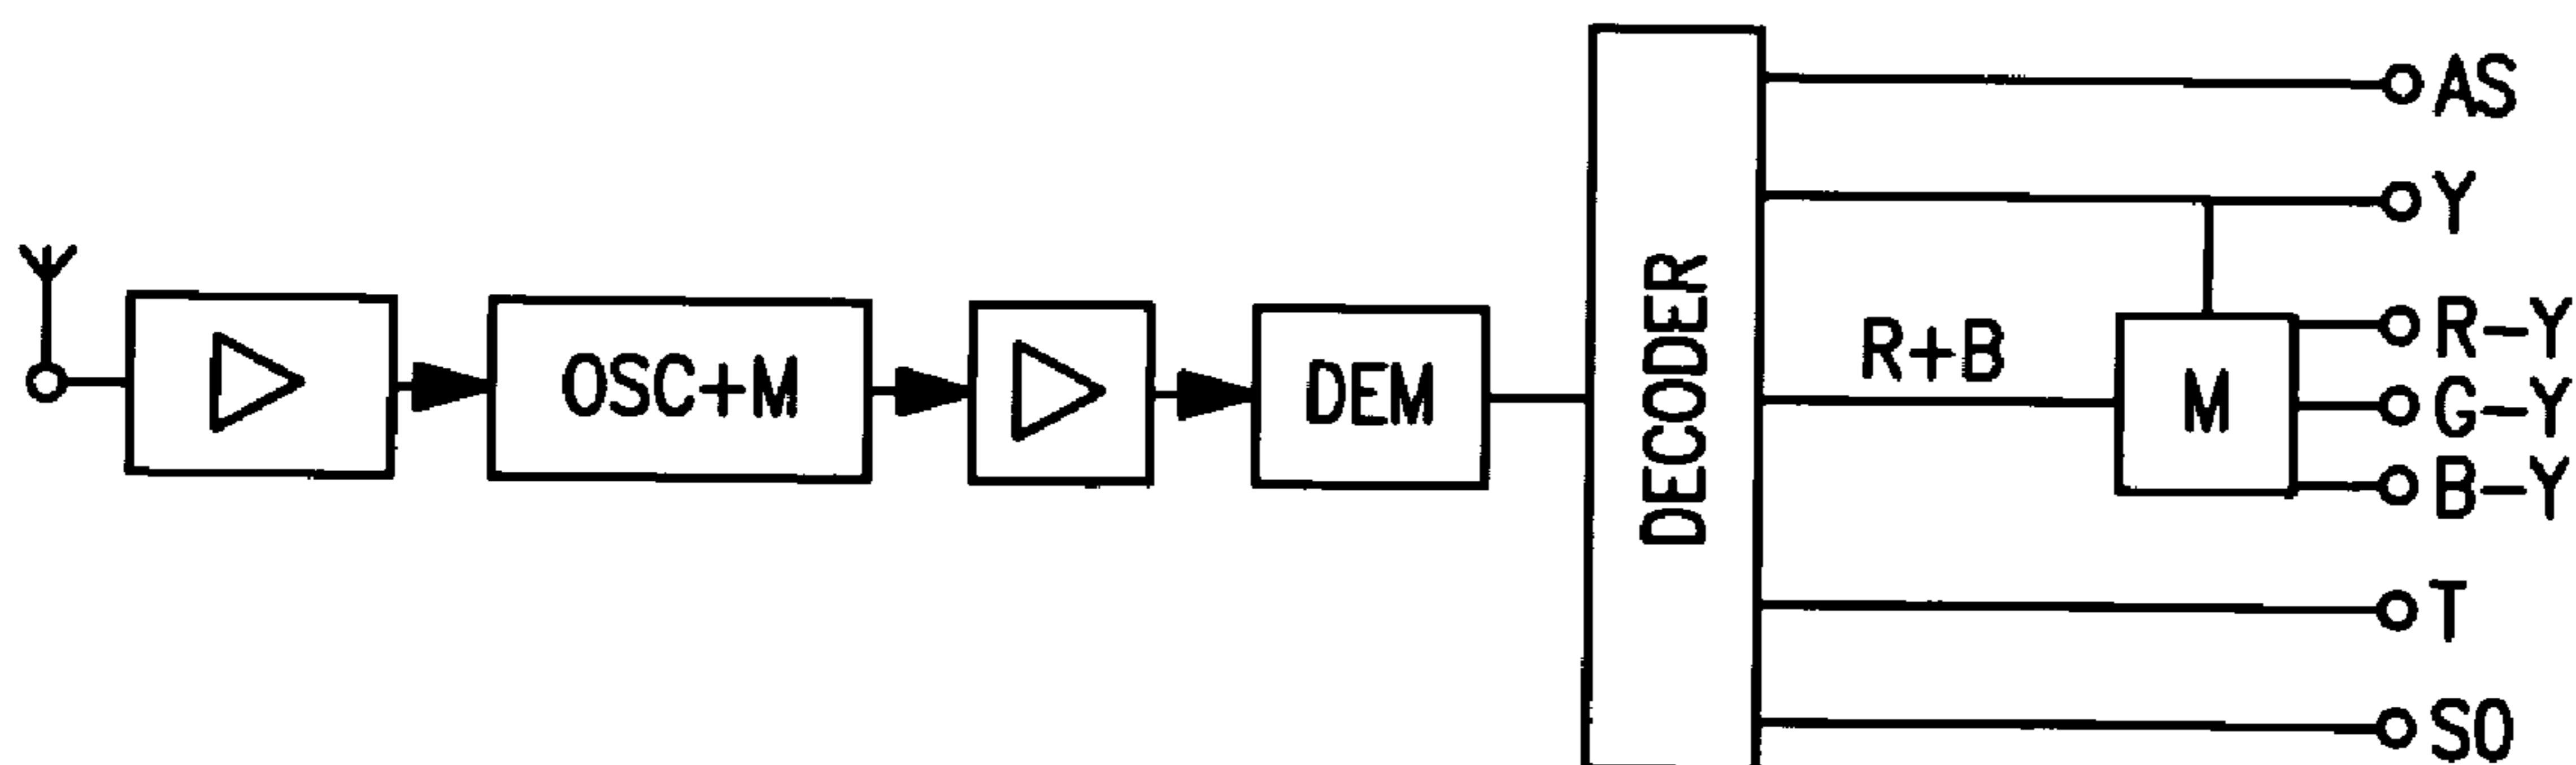 OSC+M
DEM
DECODER
R+B
M
AS
Y
R-Y
G-Y
B-Y
T
SO